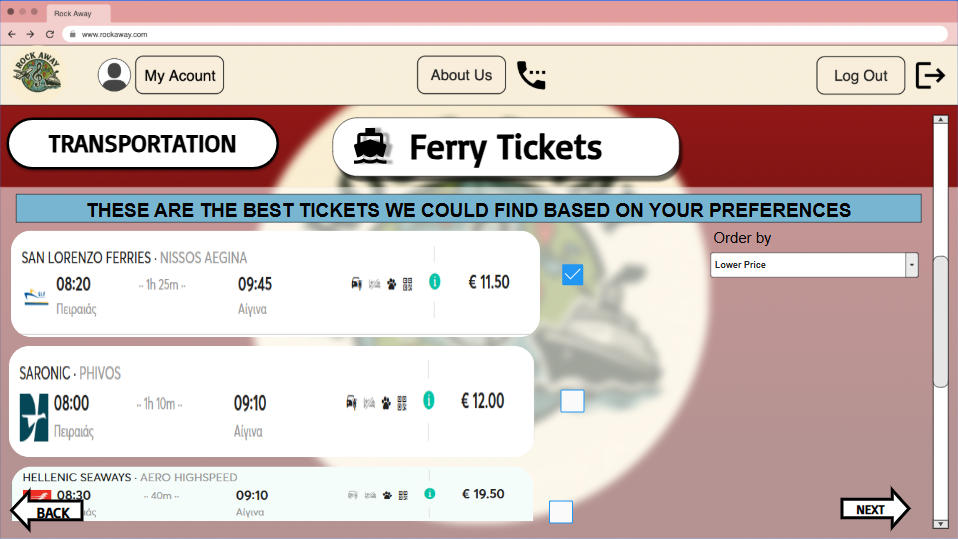 Rock Away
www.rockaway.com
ROCK AWAY
My Acount
About Us
Log Out
TRANSPORTATION
Ferry Tickets
THESE ARE THE BEST TICKETS WE COULD FIND BASED ON YOUR PREFERENCES
Order by
Lower Price
SAN LORENZO FERRIES · NISSOS AEGINA
08:20 ·· 1h 25m ·· 09:45 € 11.50
Πειραιάς Αίγινα
SARONIC · PHIVOS
08:00 ·· 1h 10m ·· 09:10 € 12.00
Πειραιάς Αίγινα
HELLENIC SEAWAYS · AERO HIGHSPEED
08:30 ·· 40m ·· 09:10 € 19.50
Αίγινα
BACK
NEXT